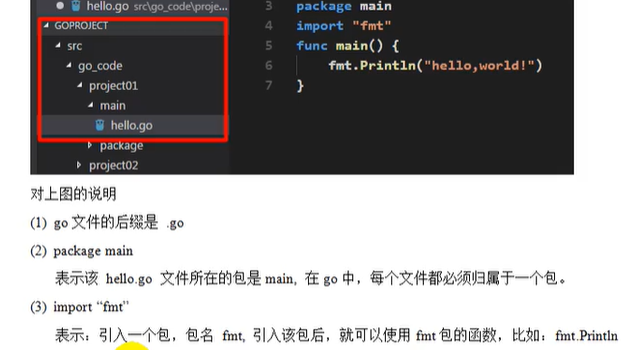 hello.go src\go_code\proje...
GOPROJECT
src
go_code
project01
main
hello.go
package
project02
3 package main
4 import "fmt"
5 func main() {
6 fmt.Println("hello,world!")
7 }
对上图的说明
(1) go 文件的后缀是 .go
(2) package main
表示该 hello.go 文件所在的包是 main, 在 go 中，每个文件都必须归属于一个包。
(3) import “fmt”
表示：引入一个包，包名 fmt, 引入该包后，就可以使用 fmt 包的函数，比如：fmt.Println